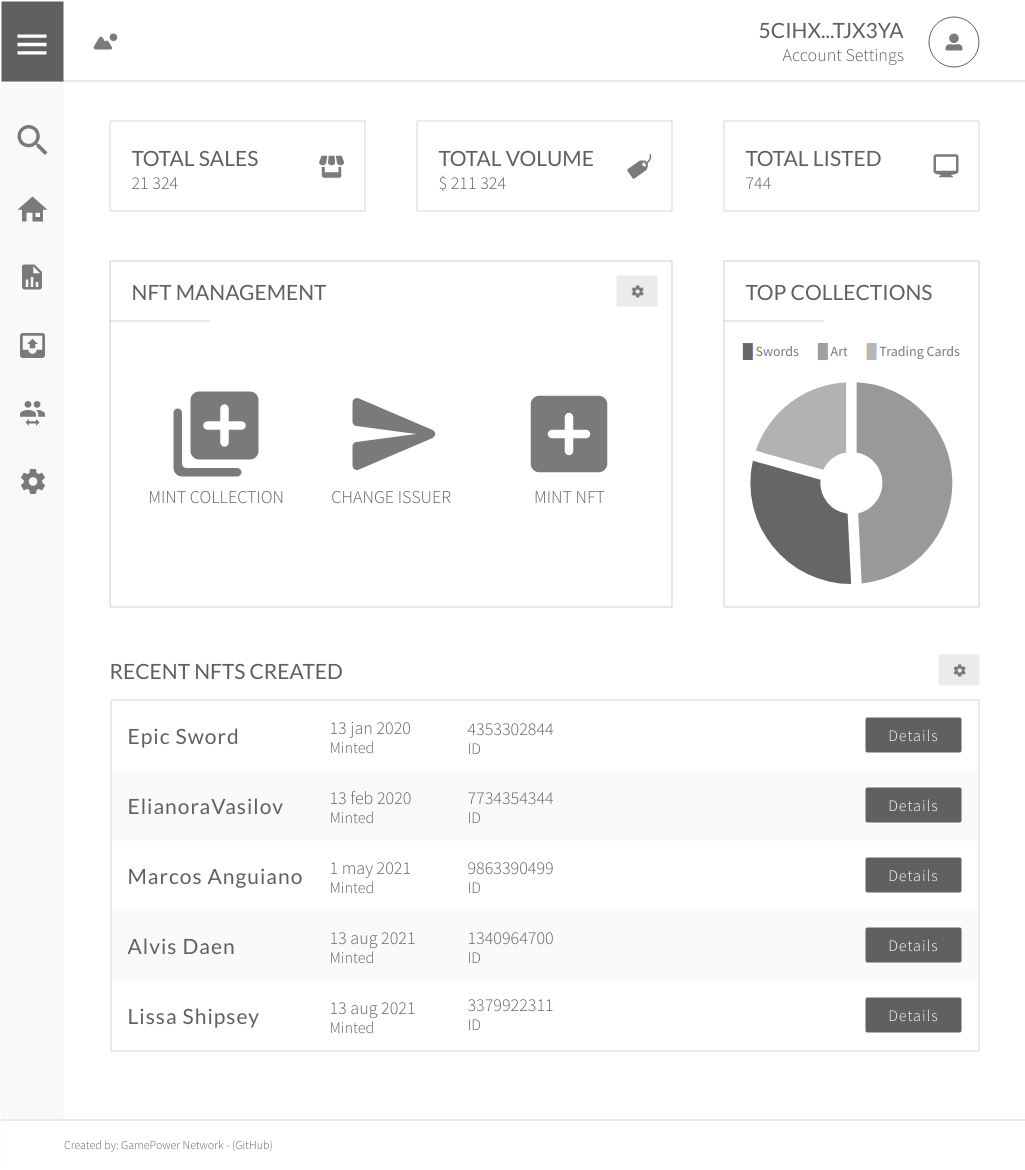 5CIHX...TJX3YA
Account Settings
TOTAL SALES
21 324
TOTAL VOLUME
$ 211 324
TOTAL LISTED
744
NFT MANAGEMENT
MINT COLLECTION
CHANGE ISSUER
MINT NFT
TOP COLLECTIONS
Swords Art Trading Cards
RECENT NFTS CREATED
Epic Sword
13 jan 2020
Minted
4353302844
ID
Details
ElianoraVasilov
13 feb 2020
Minted
7734354344
ID
Details
Marcos Anguiano
1 may 2021
Minted
9863390499
ID
Details
Alvis Daen
13 aug 2021
Minted
1340964700
ID
Details
Lissa Shipsey
13 aug 2021
Minted
3379922311
ID
Details
Created by: GamePower Network - (GitHub)